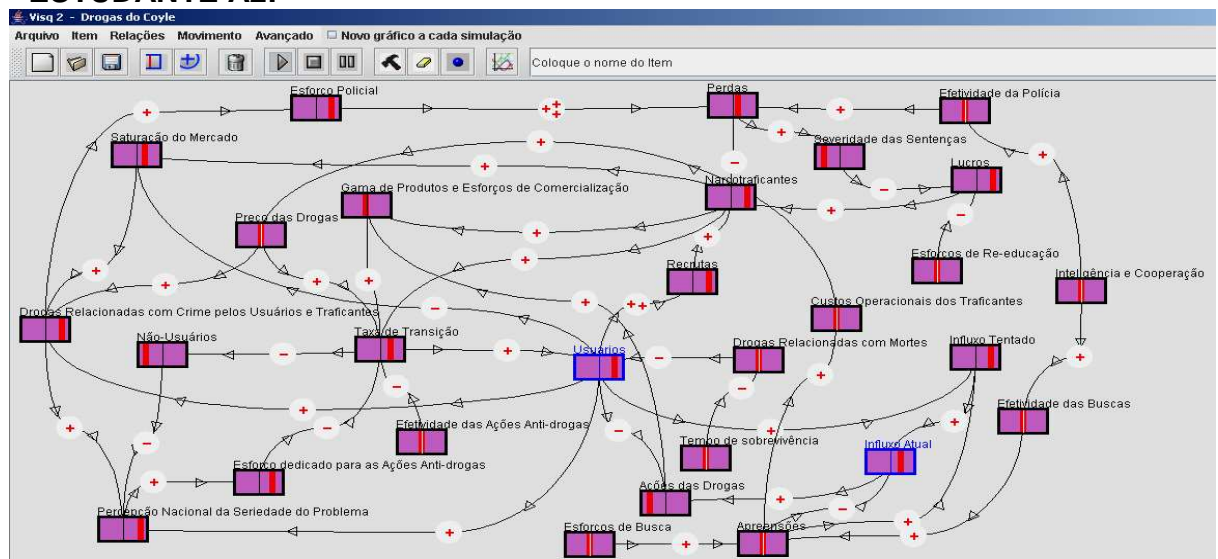 ESTUDANTE A2:
Visq 2 - Drogas do Coyle
Arquivo Item Relações Movimento Avançado Novo gráfico a cada simulação
Coloque o nome do Item
Esforço Policial
Perdas
Efetividade da Polícia
Saturação do Mercado
Severidade das Sentenças
Lucros
Nardotraficantes
Gama de Produtos e Esforços de Comercialização
Preço das Drogas
Esforços de Re-educação
Recrutas
Inteligência e Cooperação
Custos Operacionais dos Traficantes
Drogas Relacionadas com Crime pelos Usuários e Traficantes
Não-Usuários
Taxa de Transição
Usuários
Drogas Relacionadas com Mortes
Influxo Tentado
Efetividade das Buscas
Efetividade das Ações Anti-drogas
Tempo de sobrevivência
Influxo Atual
Esforço dedicado para as Ações Anti-drogas
Ações das Drogas
Percepção Nacional da Seriedade do Problema
Esforços de Busca
Apreensões